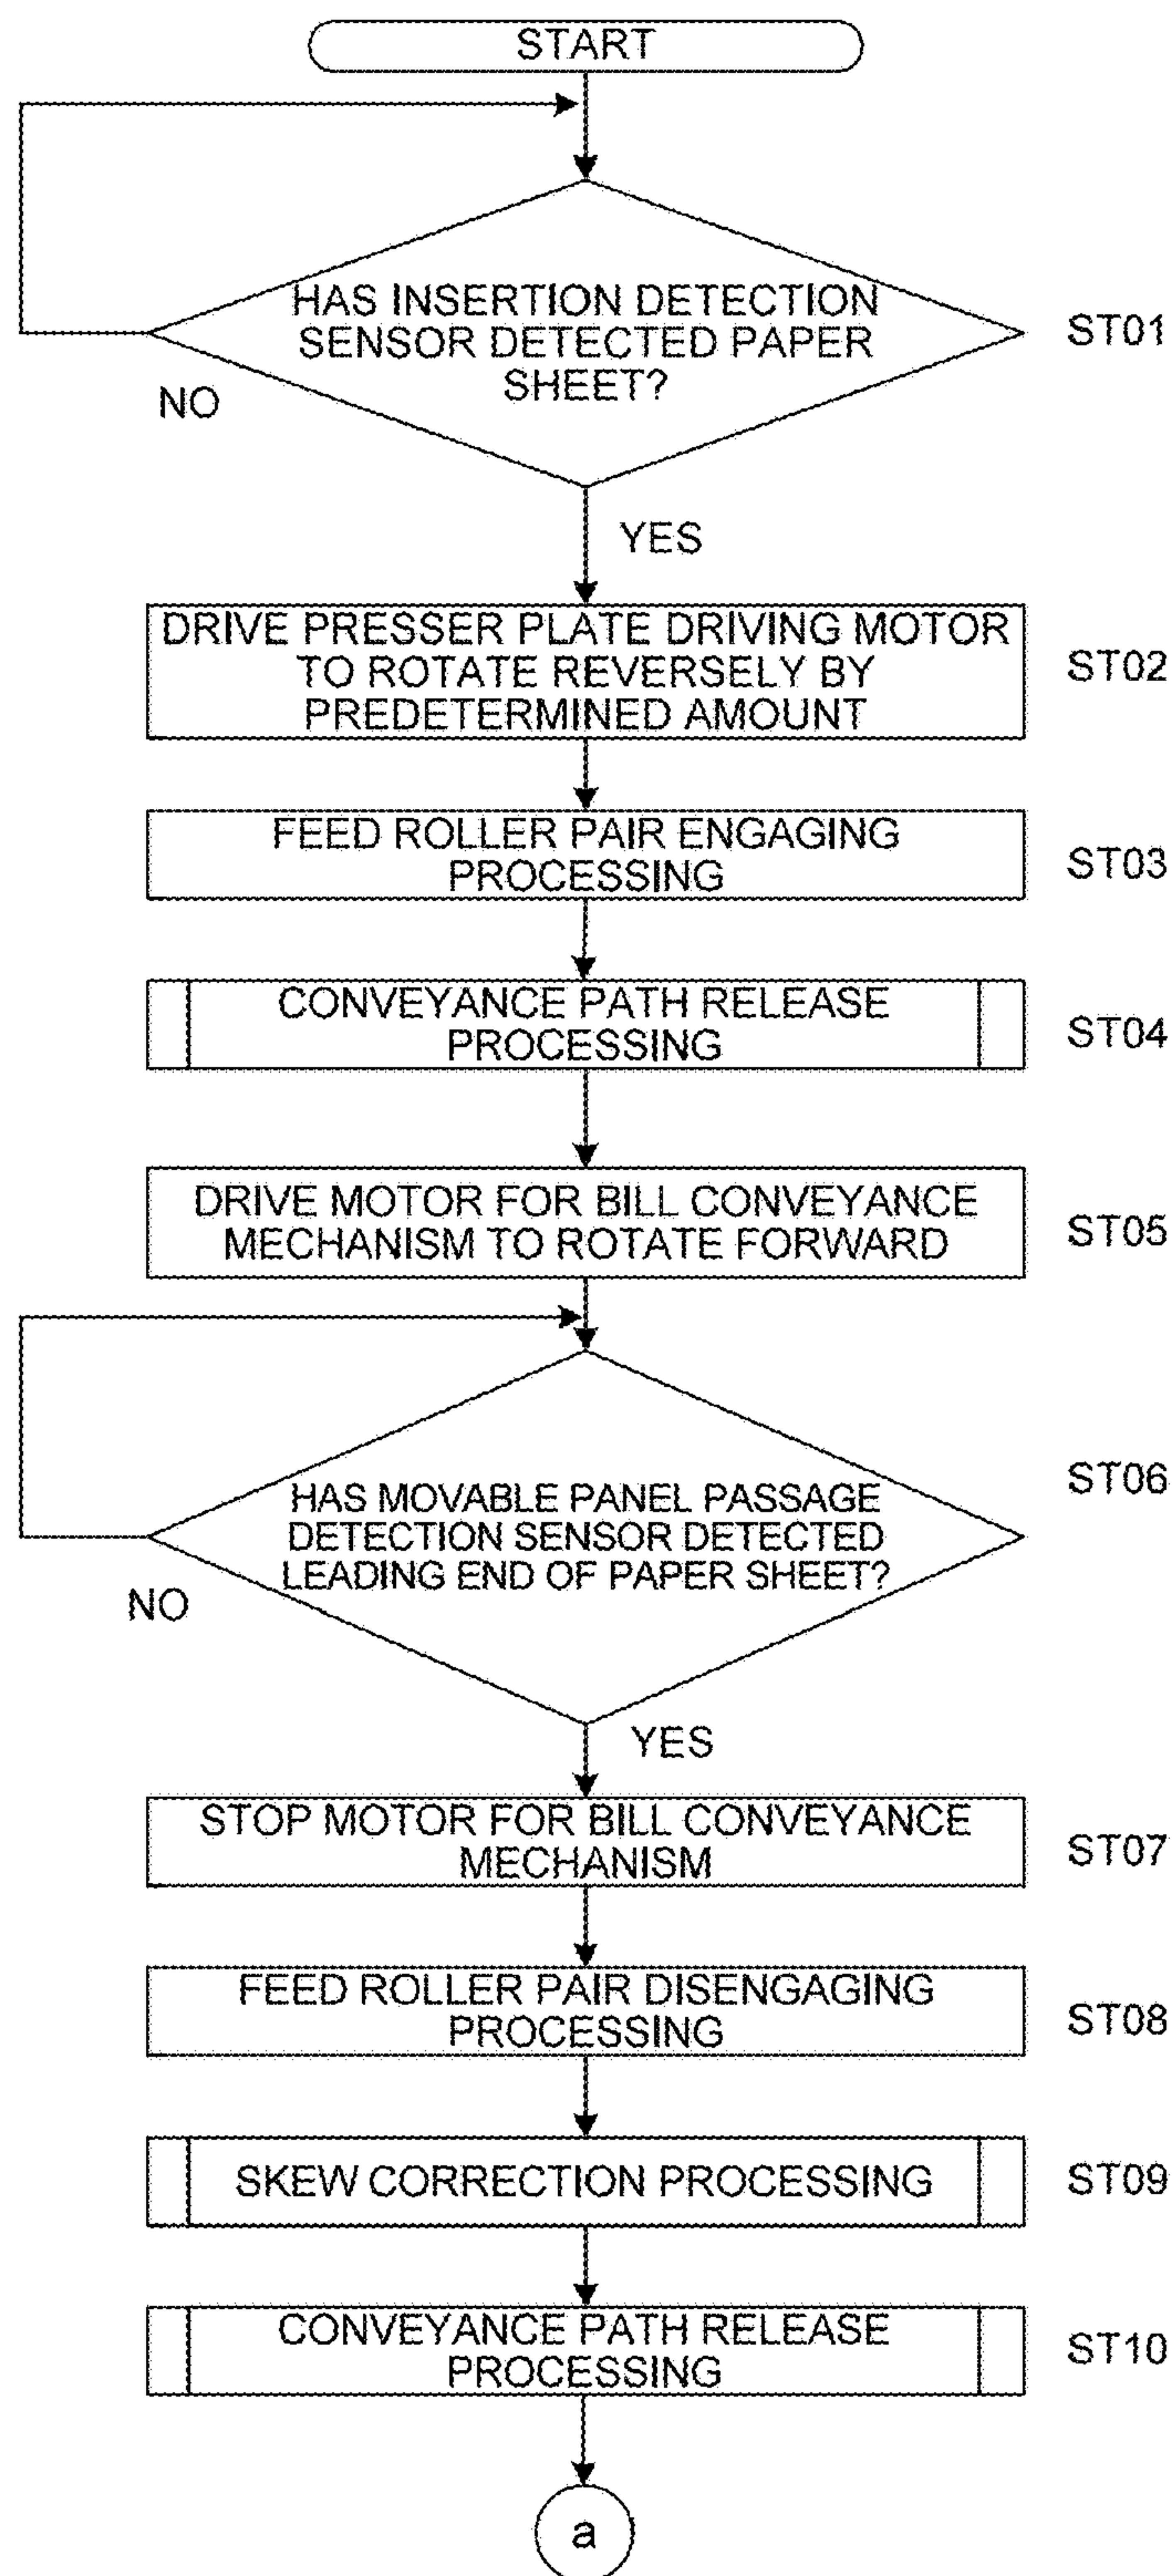 START
HAS INSERTION DETECTION
SENSOR DETECTED PAPER
SHEET?
ST01
NO
YES
DRIVE PRESSER PLATE DRIVING MOTOR
TO ROTATE REVERSELY BY
PREDETERMINED AMOUNT
ST02
FEED ROLLER PAIR ENGAGING
PROCESSING
ST03
CONVEYANCE PATH RELEASE
PROCESSING
ST04
DRIVE MOTOR FOR BILL CONVEYANCE
MECHANISM TO ROTATE FORWARD
ST05
HAS MOVABLE PANEL PASSAGE
DETECTION SENSOR DETECTED
LEADING END OF PAPER SHEET?
ST06
NO
YES
STOP MOTOR FOR BILL CONVEYANCE
MECHANISM
ST07
FEED ROLLER PAIR DISENGAGING
PROCESSING
ST08
SKEW CORRECTION PROCESSING
ST09
CONVEYANCE PATH RELEASE
PROCESSING
ST10
a